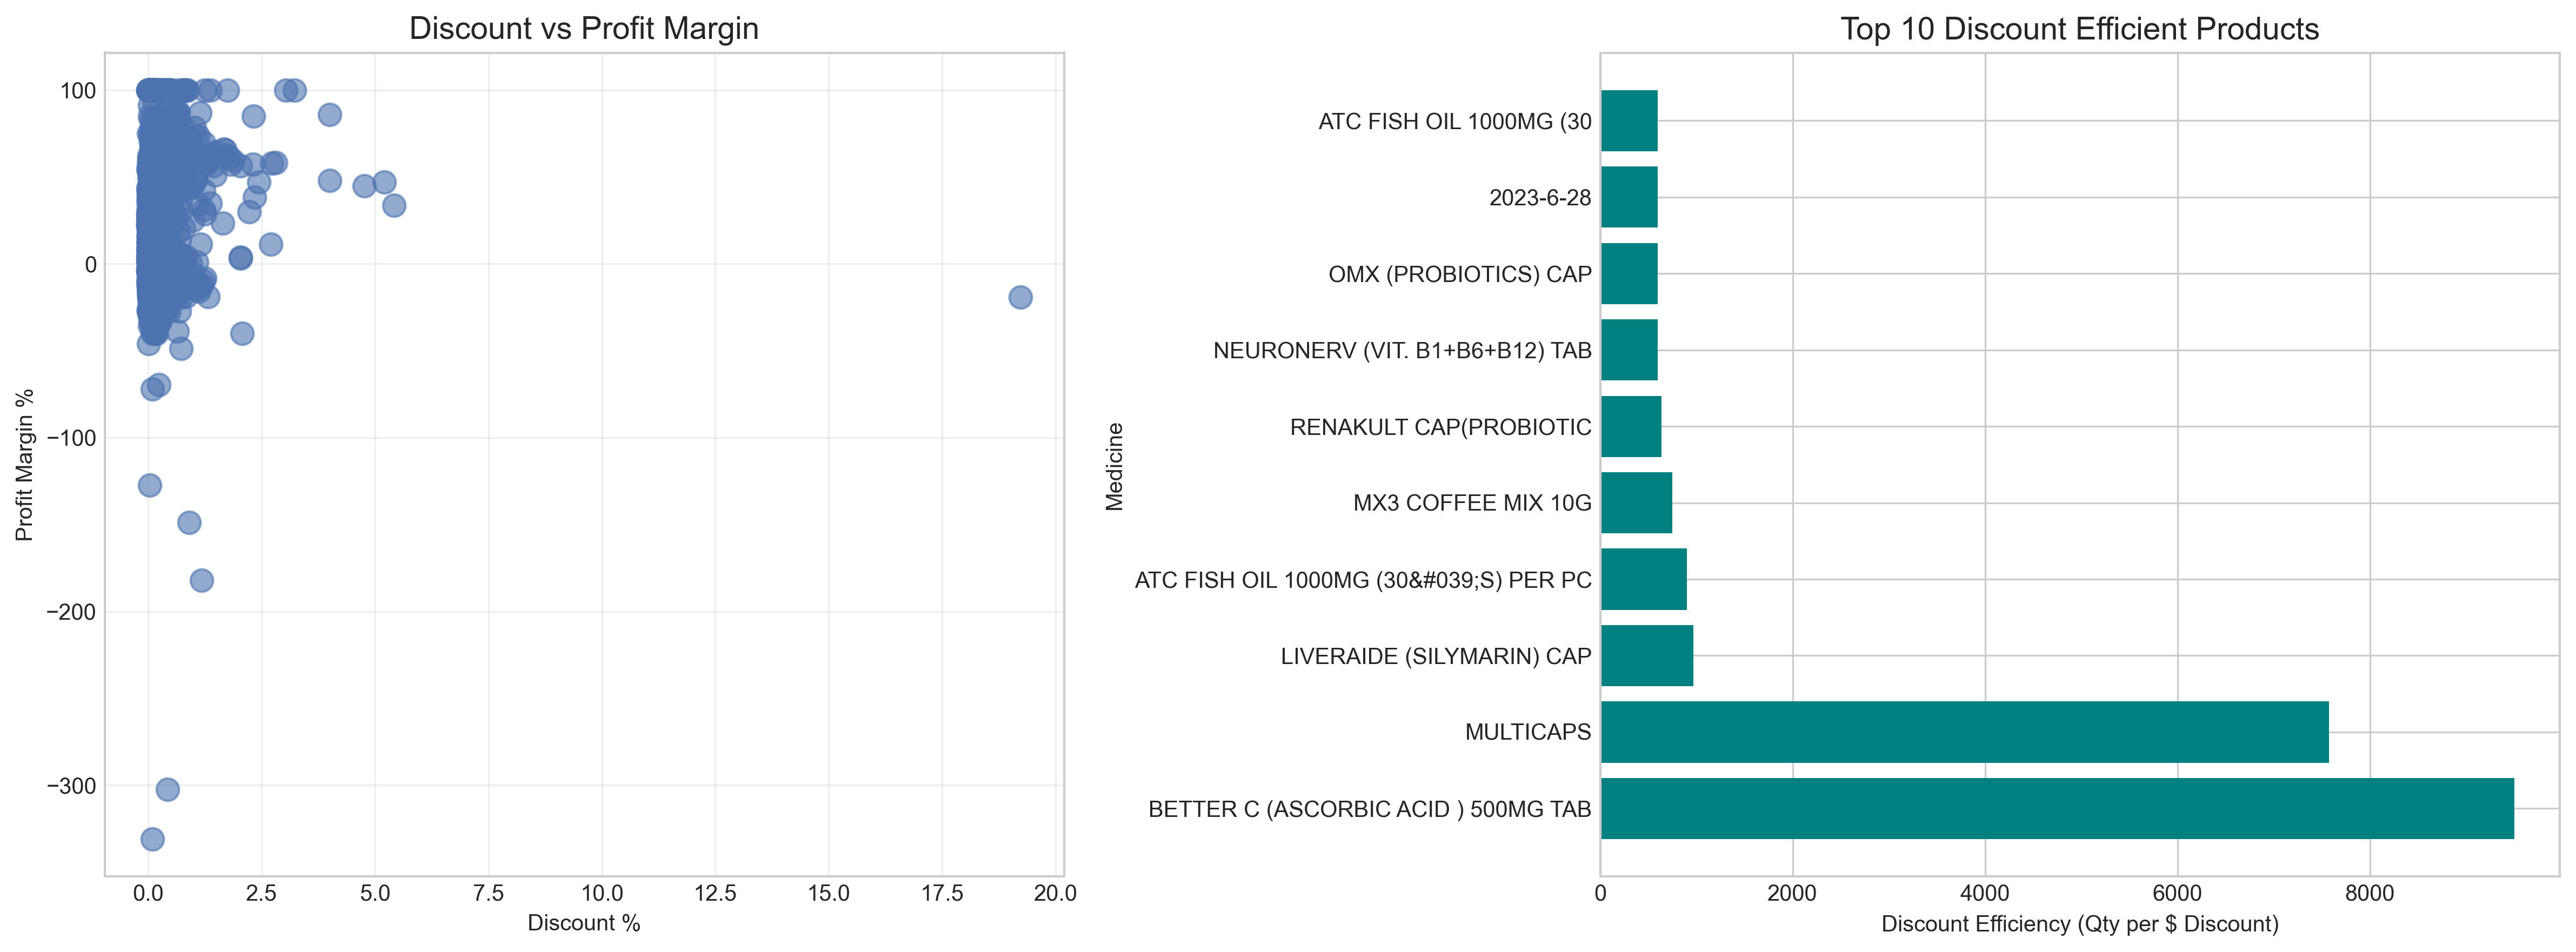 Discount vs Profit Margin
Profit Margin %
100
0
−100
−200
−300
0.0 2.5 5.0 7.5 10.0 12.5 15.0 17.5 20.0
Discount %
Top 10 Discount Efficient Products
Medicine
ATC FISH OIL 1000MG (30
2023-6-28
OMX (PROBIOTICS) CAP
NEURONERV (VIT. B1+B6+B12) TAB
RENAKULT CAP(PROBIOTIC
MX3 COFFEE MIX 10G
ATC FISH OIL 1000MG (30&#039;S) PER PC
LIVERAIDE (SILYMARIN) CAP
MULTICAPS
BETTER C (ASCORBIC ACID ) 500MG TAB
0 2000 4000 6000 8000
Discount Efficiency (Qty per $ Discount)